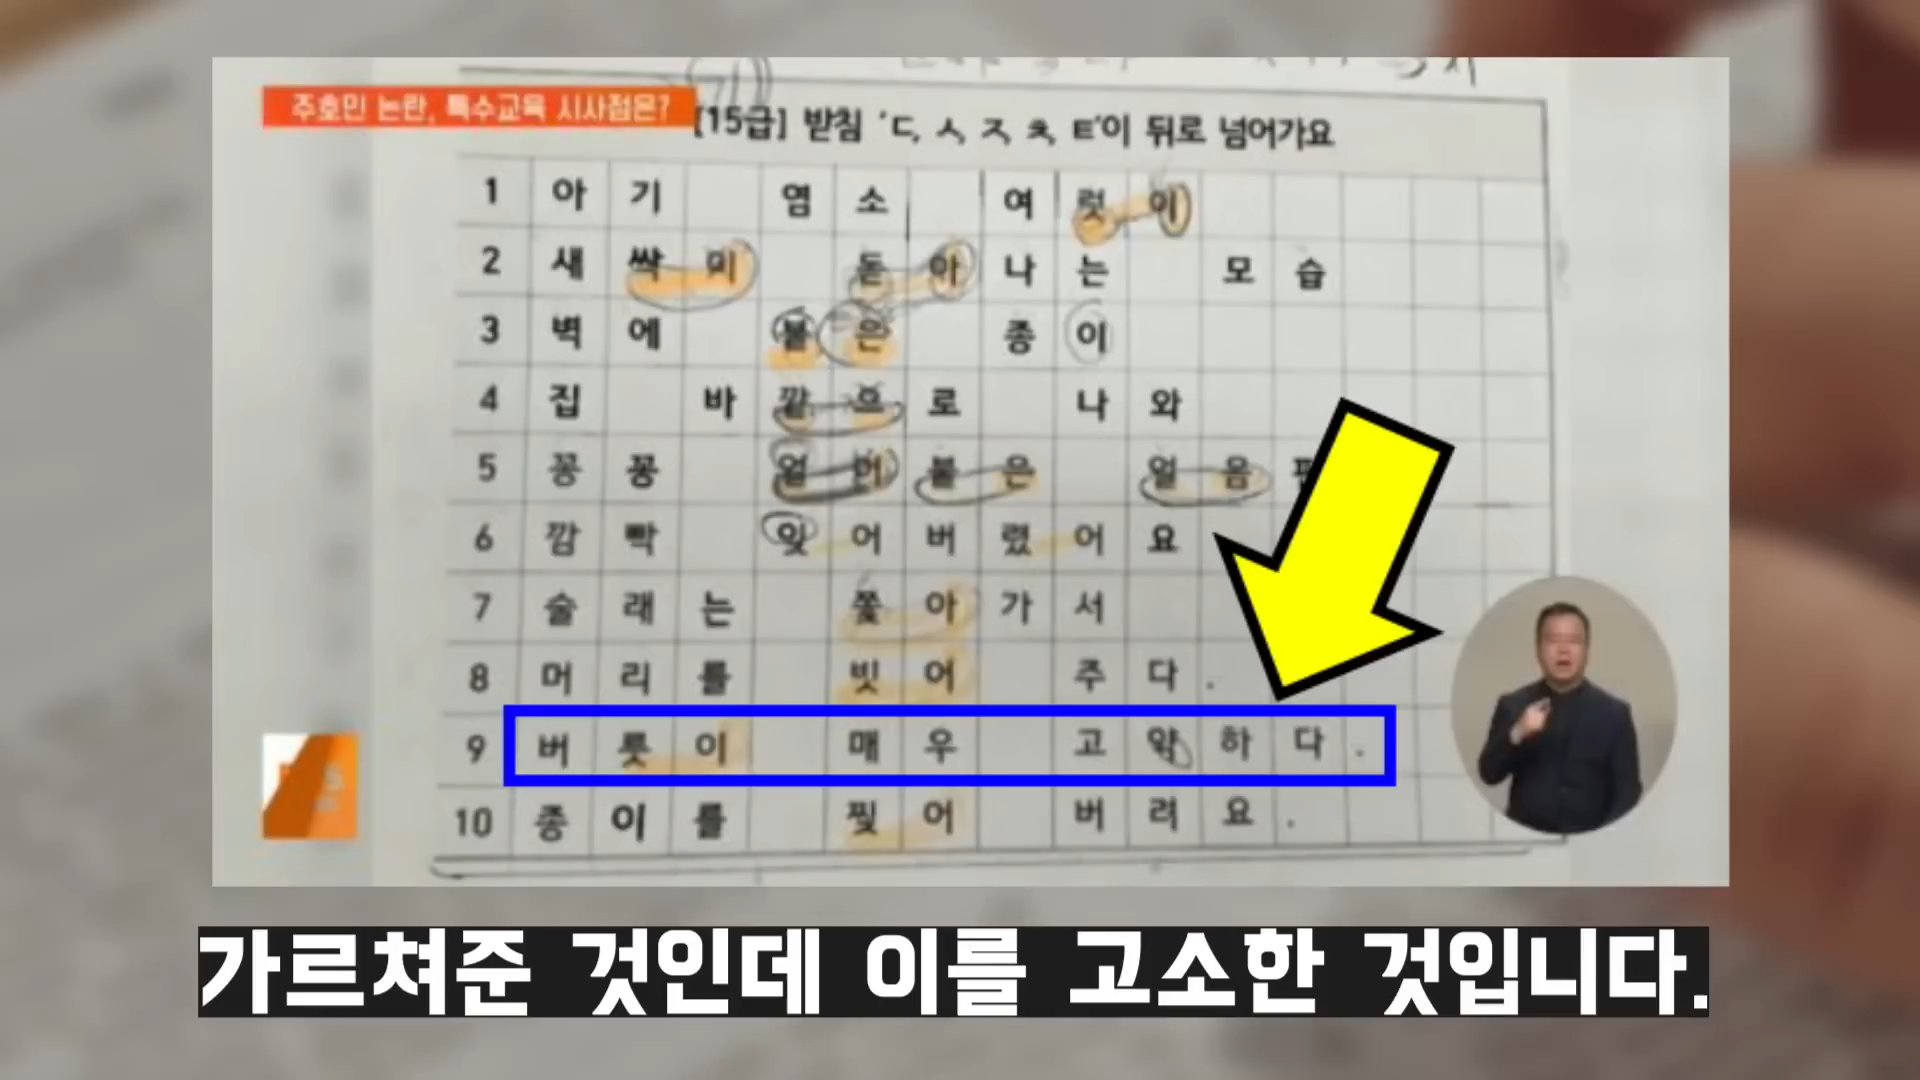 주호민 논란, 특수교육 시사점은?
[15급] 받침 'ㄷ, ㅅ, ㅈ, ㅊ, ㅌ'이 뒤로 넘어가요
1 아기 염소 여럿이
2 새싹이 돋아나는 모습
3 벽에 붙은 종이
4 집 바깥으로 나와
5 꽁꽁 얼어붙은 얼음
6 깜빡 잊어버렸어요
7 술래는 쫓아가서
8 머리를 빗어 주다.
9 버릇이 매우 고약하다.
10 종이를 찢어 버려요.
가르쳐준 것인데 이를 고소한 것입니다.